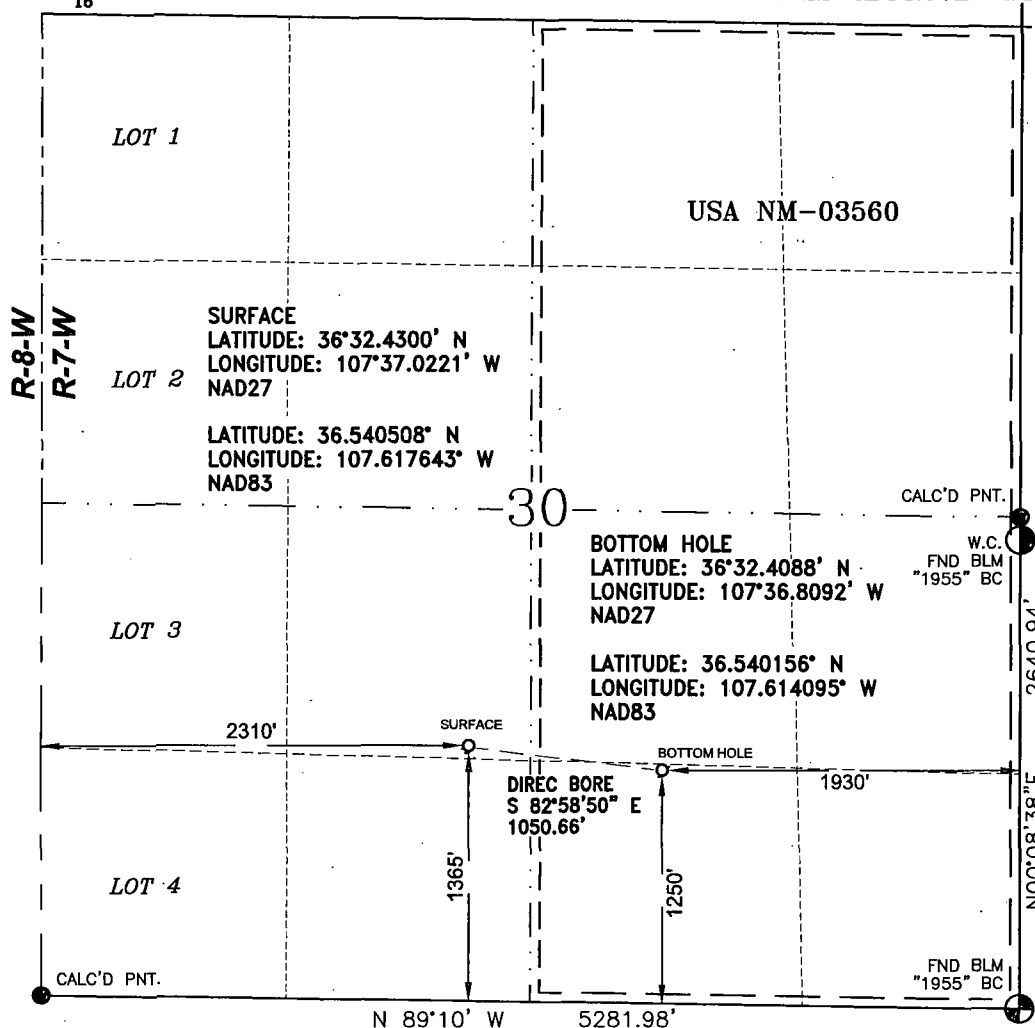 16
LOT 1
USA NM-03560
R-8-W
R-7-W
SURFACE
LATITUDE: 36°32.4300' N
LONGITUDE: 107°37.0221' W
NAD27
LOT 2
LATITUDE: 36.540508° N
LONGITUDE: 107.617643° W
NAD83
30
CALC'D PNT.
W.C.
FND BLM
"1955" BC
BOTTOM HOLE
LATITUDE: 36°32.4088' N
LONGITUDE: 107°36.8092' W
NAD27
LOT 3
LATITUDE: 36.540156° N
LONGITUDE: 107.614095° W
NAD83
2640.94'
2310'
SURFACE
BOTTOM HOLE
1930'
DIREC BORE
S 82°58'50" E
1050.66'
1365'
1250'
N00°08'38"E
LOT 4
CALC'D PNT.
FND BLM
"1955" BC
N 89°10' W 5281.98'